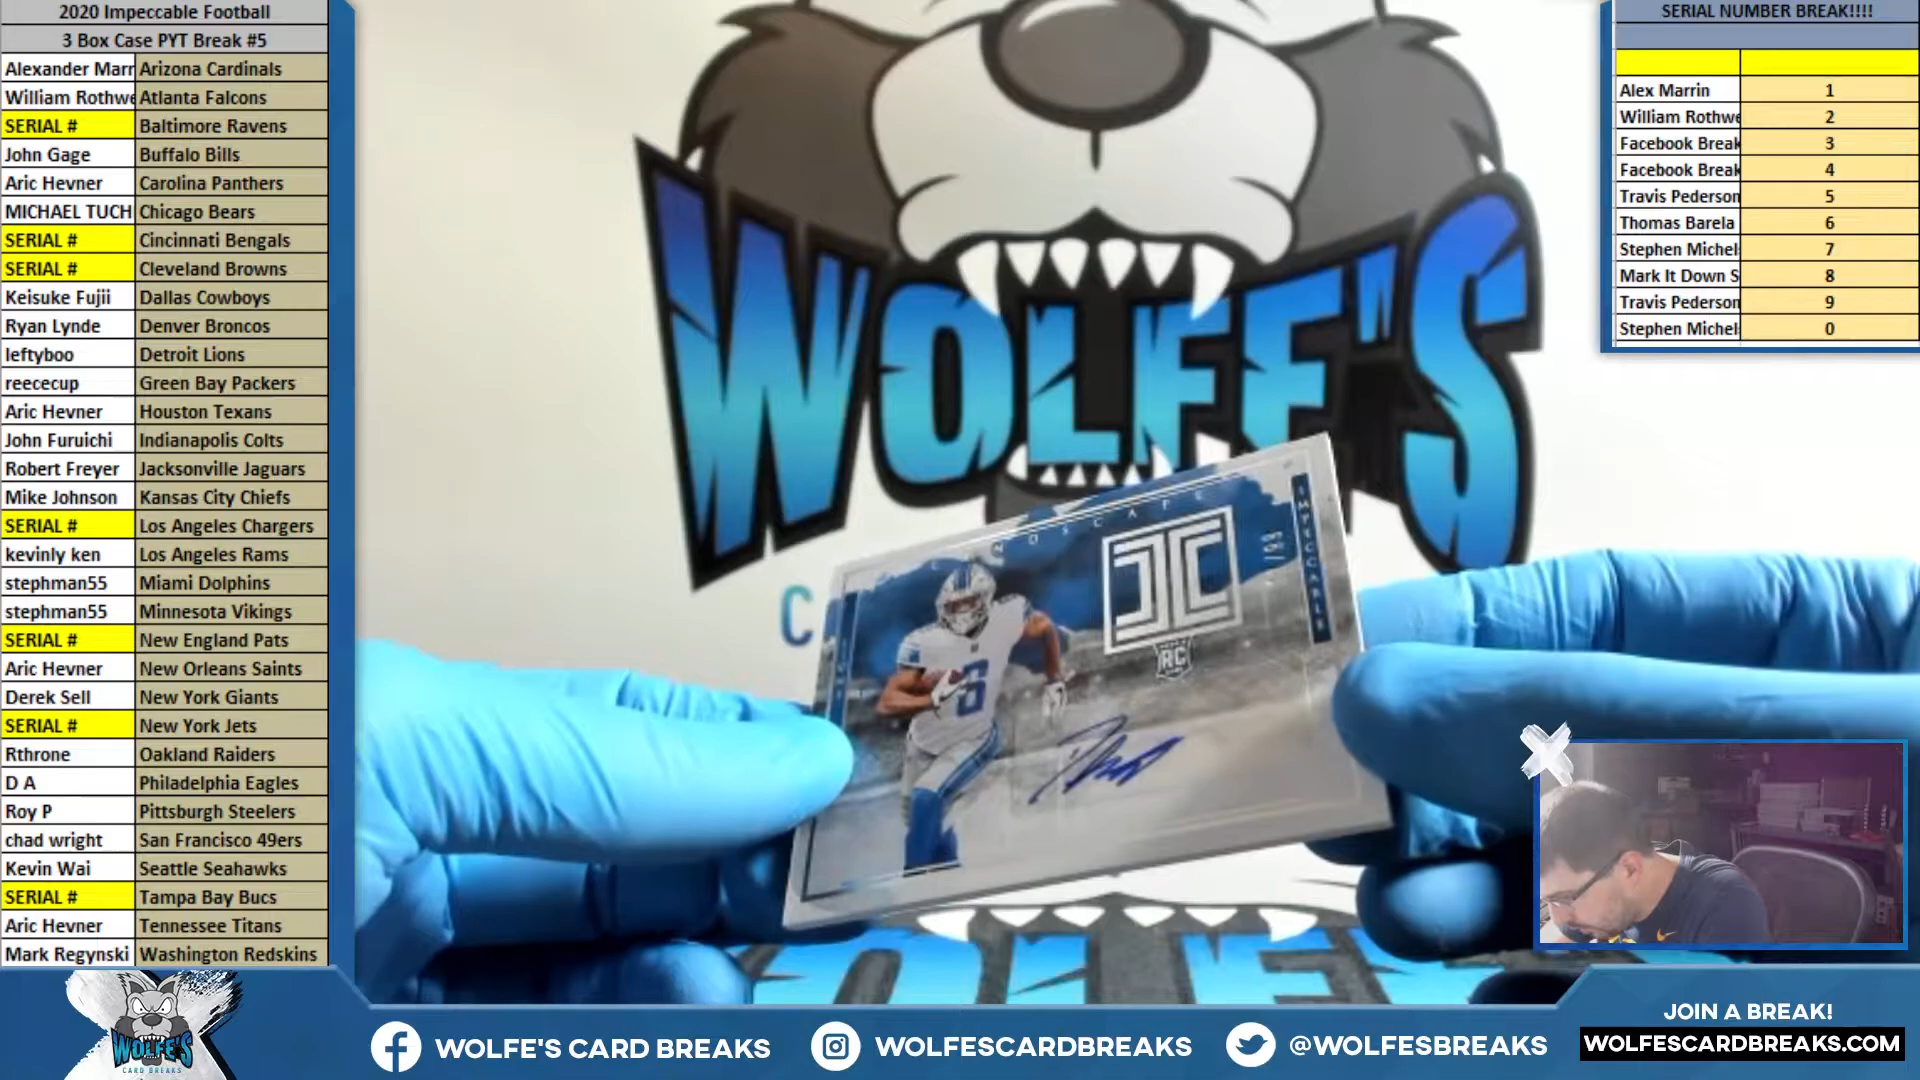 2020 Impeccable Football
3 Box Case PYT Break #5
Alexander Marr Arizona Cardinals
William Rothwe Atlanta Falcons
SERIAL # Baltimore Ravens
John Gage Buffalo Bills
Aric Hevner Carolina Panthers
MICHAEL TUCH Chicago Bears
SERIAL # Cincinnati Bengals
SERIAL # Cleveland Browns
Keisuke Fujii Dallas Cowboys
Ryan Lynde Denver Broncos
leftyboo Detroit Lions
reececup Green Bay Packers
Aric Hevner Houston Texans
John Furuichi Indianapolis Colts
Robert Freyer Jacksonville Jaguars
Mike Johnson Kansas City Chiefs
SERIAL # Los Angeles Chargers
kevinly ken Los Angeles Rams
stephman55 Miami Dolphins
stephman55 Minnesota Vikings
SERIAL # New England Pats
Aric Hevner New Orleans Saints
Derek Sell New York Giants
SERIAL # New York Jets
Rthrone Oakland Raiders
D A Philadelphia Eagles
Roy P Pittsburgh Steelers
chad wright San Francisco 49ers
Kevin Wai Seattle Seahawks
SERIAL # Tampa Bay Bucs
Aric Hevner Tennessee Titans
Mark Regynski Washington Redskins
SERIAL NUMBER BREAK!!!!
Alex Marrin 1
William Rothwe 2
Facebook Break 3
Facebook Break 4
Travis Pederson 5
Thomas Barela 6
Stephen Michel 7
Mark It Down S 8
Travis Pederson 9
Stephen Michel 0
WOLFE'S
C
IMPECCABLE
RC
WOLFE'S
CARD BREAKS
WOLFE'S CARD BREAKS
WOLFESCARDBREAKS
@WOLFESBREAKS
JOIN A BREAK!
WOLFESCARDBREAKS.COM